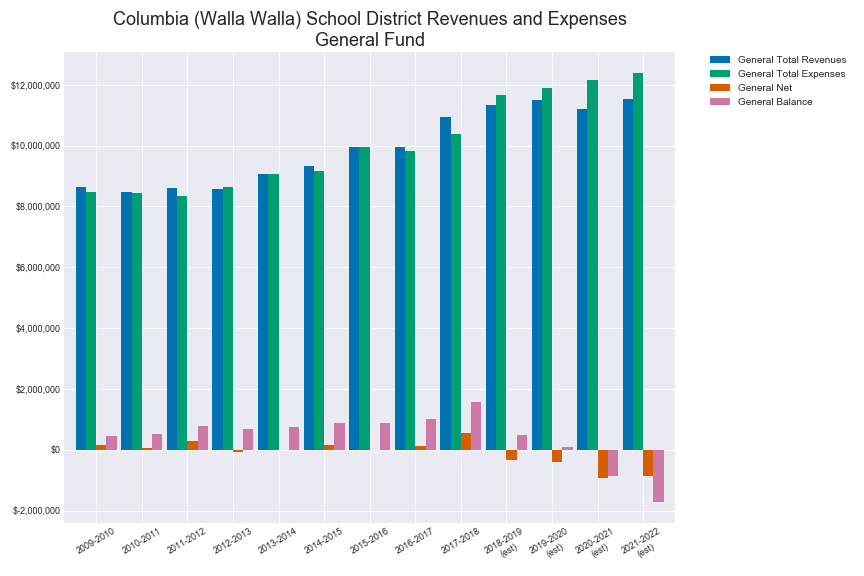 Columbia (Walla Walla) School District Revenues and Expenses
General Fund
General Total Revenues
General Total Expenses
General Net
General Balance
$12,000,000
$10,000,000
$8,000,000
$6,000,000
$4,000,000
$2,000,000
$0
$-2,000,000
2009-2010
2010-2011
2011-2012
2012-2013
2013-2014
2014-2015
2015-2016
2016-2017
2017-2018
2018-2019
(est)
2019-2020
(est)
2020-2021
(est)
2021-2022
(est)